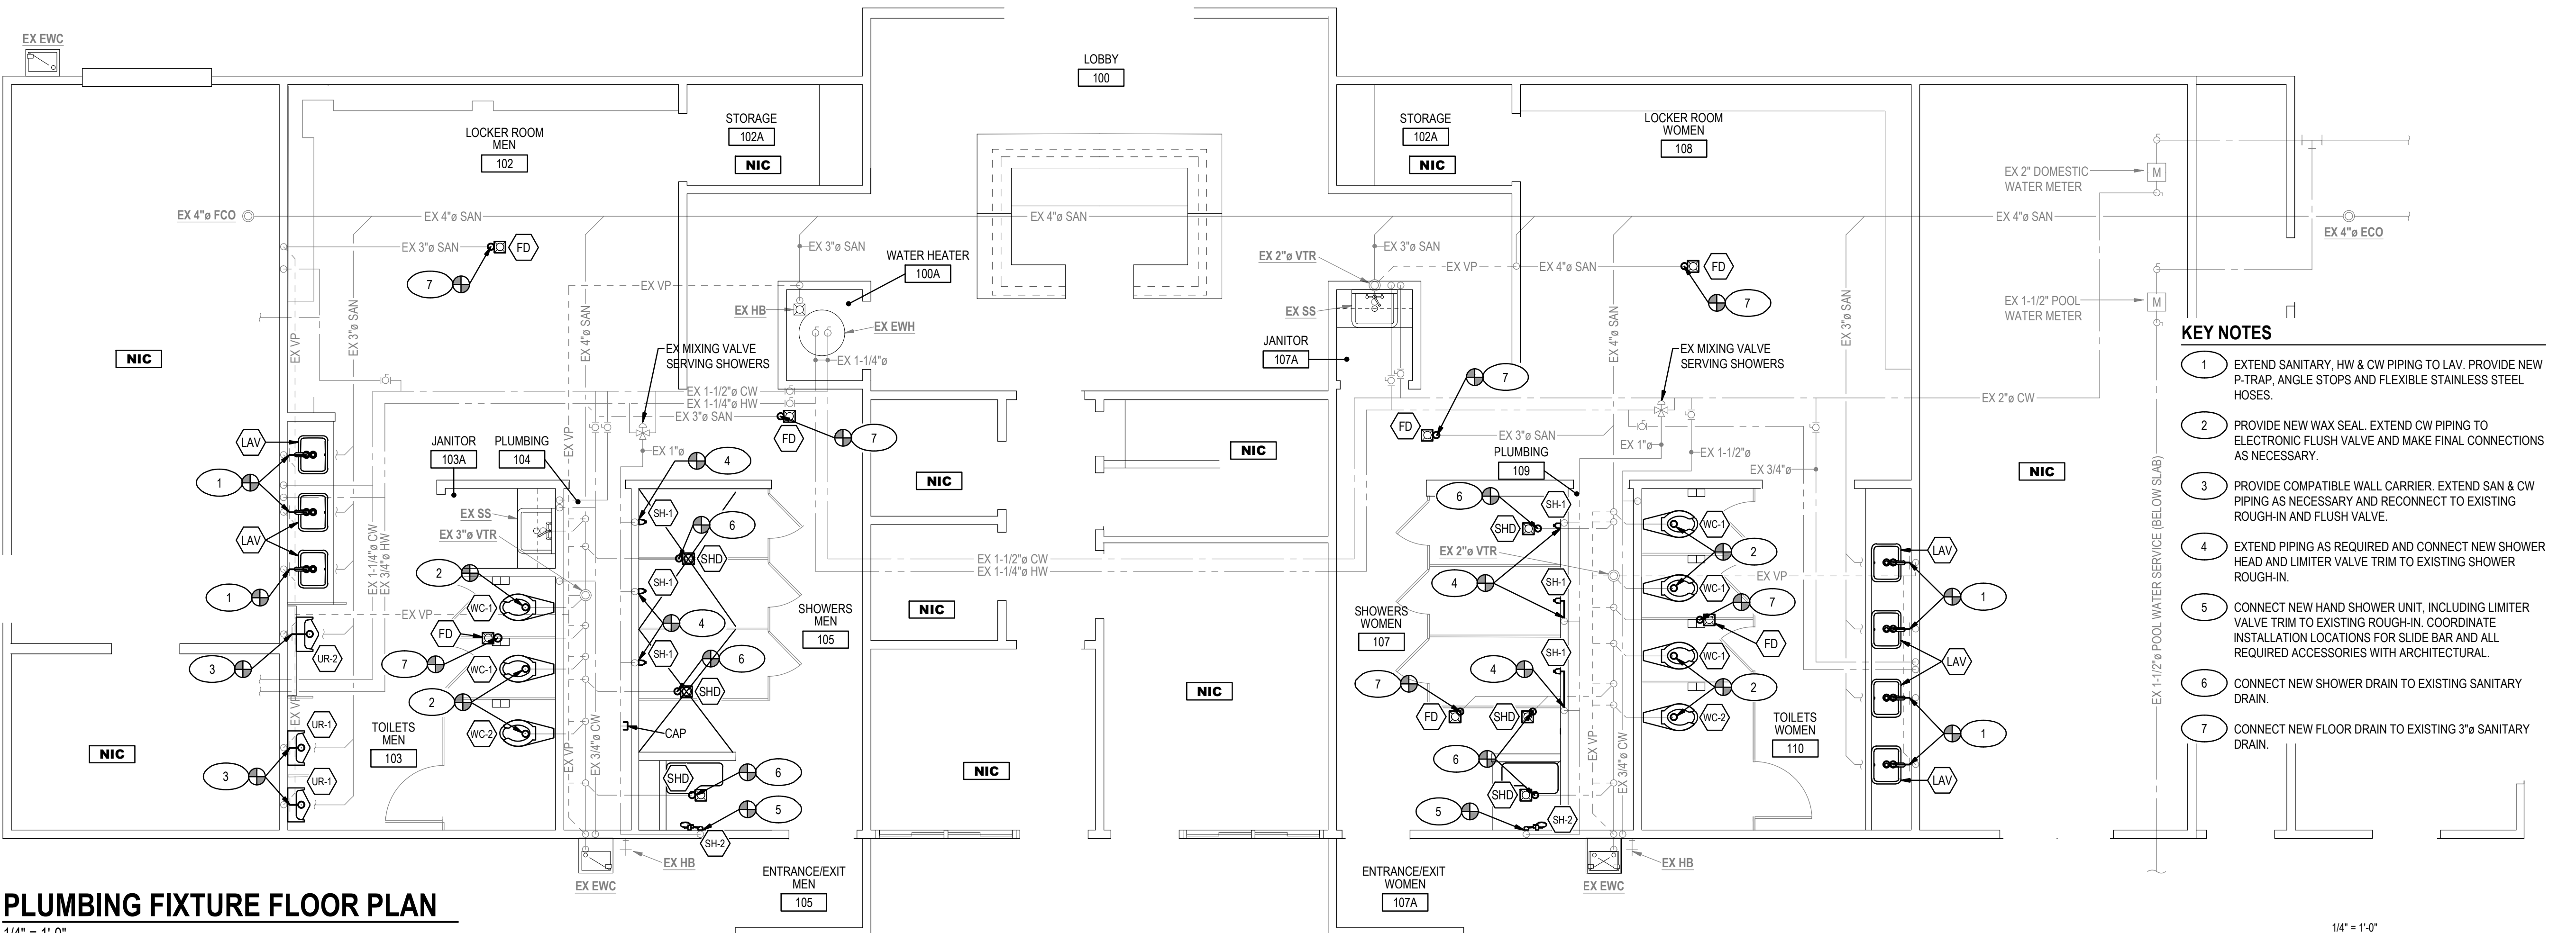 EX EWC
LOBBY
100
LOCKER ROOM
MEN
102
STORAGE
102A
NIC
STORAGE
102A
NIC
LOCKER ROOM
WOMEN
108
EX 2" DOMESTIC
WATER METER
M
EX 4"ø FCO
EX 4"ø SAN
EX 4"ø SAN
EX 4"ø SAN
EX 4"ø ECO
EX 3"ø SAN
FD
7
EX 3"ø SAN
WATER HEATER
100A
EX VP
EX HB
EX EWH
EX 1-1/4"ø
EX 2"ø VTR
EX 3"ø SAN
EX VP
EX 4"ø SAN
FD
7
EX SS
JANITOR
107A
EX 1-1/2" POOL
WATER METER
M
NIC
EX VP
EX 3"ø SAN
EX 4"ø SAN
EX MIXING VALVE
SERVING SHOWERS
EX 4"ø SAN
EX MIXING VALVE
SERVING SHOWERS
EX 3"ø SAN
EX 1-1/2"ø CW
EX 1-1/4"ø HW
EX 3"ø SAN
FD
7
7
FD
EX 3"ø SAN
EX 2"ø CW
LAV
1
LAV
1
JANITOR
103A
PLUMBING
104
EX VP
EX 1"ø
4
NIC
NIC
PLUMBING
109
EX 1"ø
EX 1-1/2"ø
EX 3/4"ø
NIC
EX SS
EX 3"ø VTR
SH-1
6
SHD
6
SHD
SH-1
EX 2"ø VTR
4
SH-1
WC-1
2
WC-1
EX VP
LAV
1
EX 1-1/4"ø CW
EX 3/4"ø HW
EX 1-1/2"ø CW
EX 1-1/4"ø HW
2
WC-1
SH-1
4
SHOWERS
MEN
105
NIC
SHOWERS
WOMEN
107
7
FD
EX VP
FD
7
UR-2
3
WC-1
2
WC-2
SH-1
6
SHD
NIC
SH-1
4
7
FD
SHD
WC-1
2
WC-2
LAV
EX VP
UR-1
TOILETS
MEN
103
CAP
TOILETS
WOMEN
110
1
LAV
NIC
3
UR-1
EX VP
EX 3/4"ø CW
SHD
6
5
SH-2
NIC
6
SHD
5
SH-2
EX VP
EX 3/4"ø CW
EX 1-1/2"ø POOL WATER SERVICE (BELOW SLAB)
EX EWC
EX HB
ENTRANCE/EXIT
MEN
105
ENTRANCE/EXIT
WOMEN
107A
EX EWC
EX HB
KEY NOTES
1 EXTEND SANITARY, HW & CW PIPING TO LAV. PROVIDE NEW
P-TRAP, ANGLE STOPS AND FLEXIBLE STAINLESS STEEL
HOSES.
2 PROVIDE NEW WAX SEAL. EXTEND CW PIPING TO
ELECTRONIC FLUSH VALVE AND MAKE FINAL CONNECTIONS
AS NECESSARY.
3 PROVIDE COMPATIBLE WALL CARRIER. EXTEND SAN & CW
PIPING AS NECESSARY AND RECONNECT TO EXISTING
ROUGH-IN AND FLUSH VALVE.
4 EXTEND PIPING AS REQUIRED AND CONNECT NEW SHOWER
HEAD AND LIMITER VALVE TRIM TO EXISTING SHOWER
ROUGH-IN.
5 CONNECT NEW HAND SHOWER UNIT, INCLUDING LIMITER
VALVE TRIM TO EXISTING ROUGH-IN. COORDINATE
INSTALLATION LOCATIONS FOR SLIDE BAR AND ALL
REQUIRED ACCESSORIES WITH ARCHITECTURAL.
6 CONNECT NEW SHOWER DRAIN TO EXISTING SANITARY
DRAIN.
7 CONNECT NEW FLOOR DRAIN TO EXISTING 3"ø SANITARY
DRAIN.
PLUMBING FIXTURE FLOOR PLAN
1/4" = 1'-0"
1/4" = 1'-0"